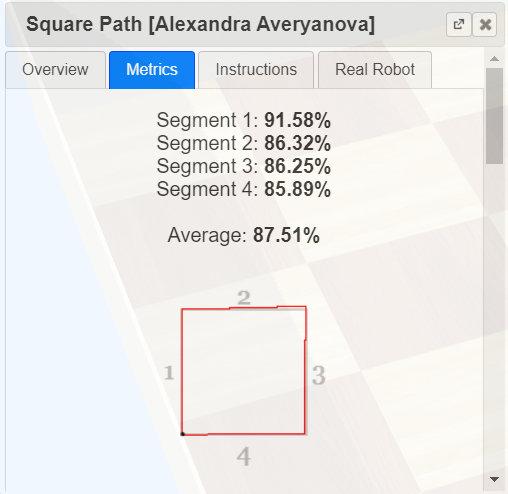 Square Path [Alexandra Averyanova]
Overview Metrics Instructions Real Robot
Segment 1: 91.58%
Segment 2: 86.32%
Segment 3: 86.25%
Segment 4: 85.89%
Average: 87.51%
2
1 3
4